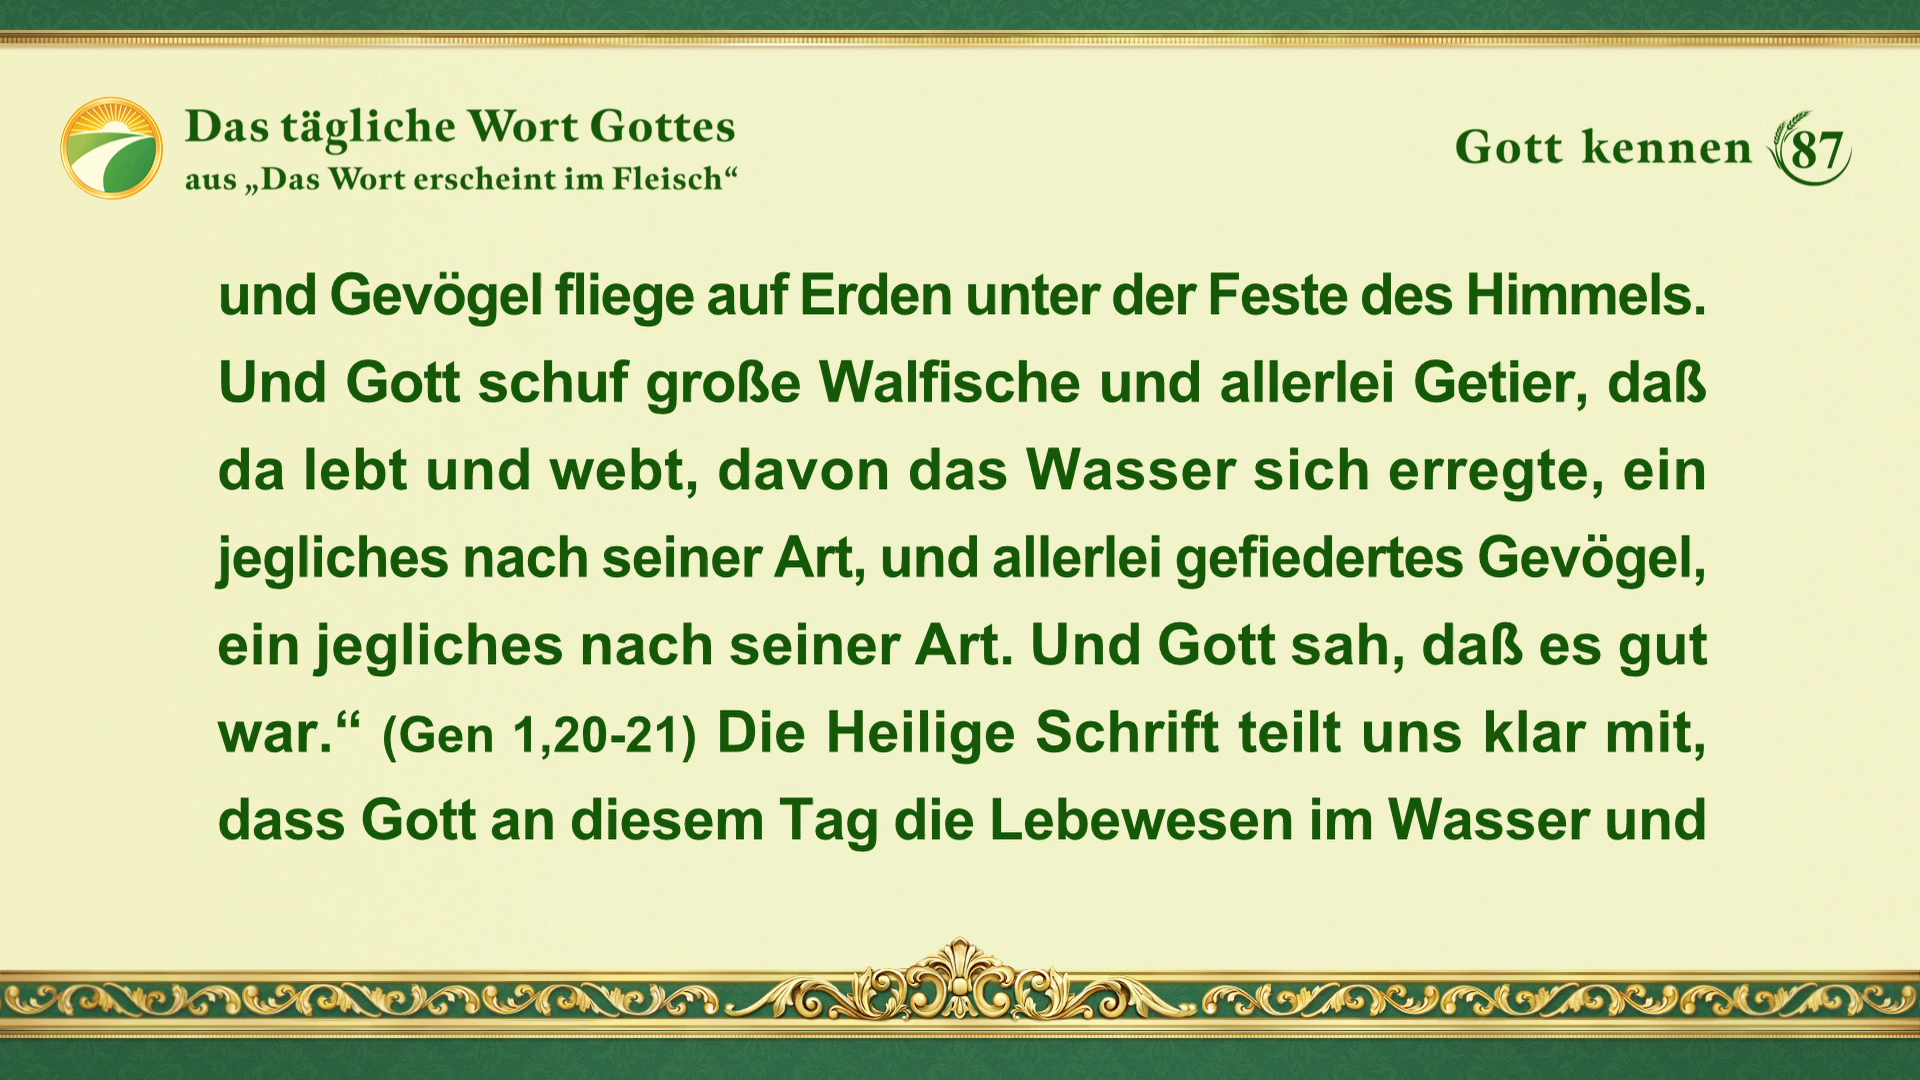 Das tägliche Wort Gottes
aus „Das Wort erscheint im Fleisch“
Gott kennen 87
und Gevögel fliege auf Erden unter der Feste des Himmels.
Und Gott schuf große Walfische und allerlei Getier, daß
da lebt und webt, davon das Wasser sich erregte, ein
jegliches nach seiner Art, und allerlei gefiedertes Gevögel,
ein jegliches nach seiner Art. Und Gott sah, daß es gut
war.“ (Gen 1,20-21) Die Heilige Schrift teilt uns klar mit,
dass Gott an diesem Tag die Lebewesen im Wasser und